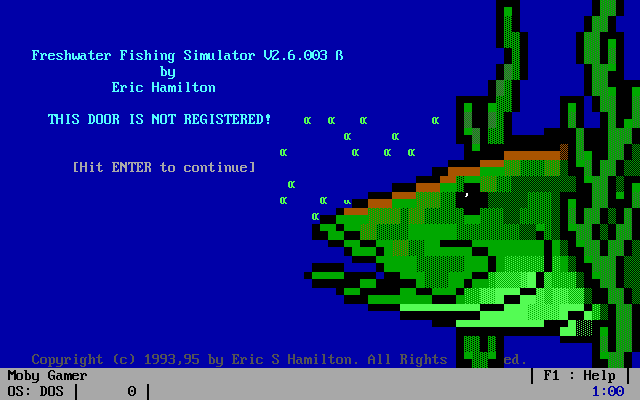 Freshwater Fishing Simulator V2.6.003 ß
by
Eric Hamilton
THIS DOOR IS NOT REGISTERED!
[Hit ENTER to continue]
Copyright (c) 1993,95 by Eric S Hamilton. All Rights ed.
Moby Gamer | F1 : Help |
OS: DOS | 0 | 1:00